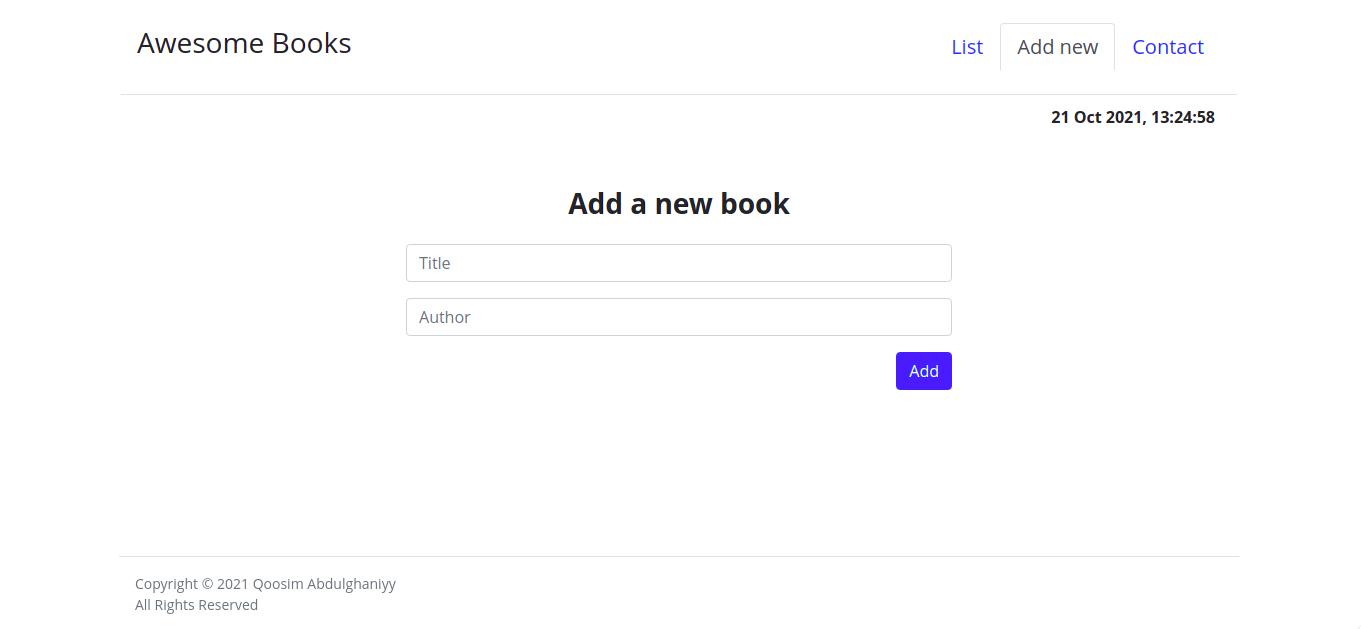 Awesome Books
List
Add new
Contact
21 Oct 2021, 13:24:58
Add a new book
Title
Author
Add
Copyright © 2021 Qoosim Abdulghaniyy
All Rights Reserved